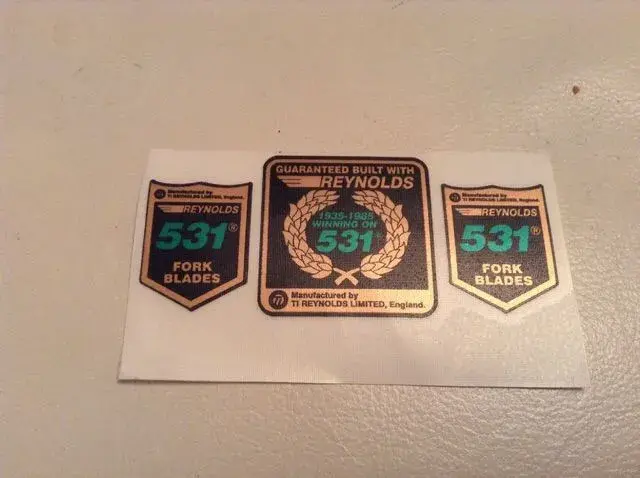 Manufactured by
TI REYNOLDS LIMITED, England.
REYNOLDS
531®
FORK
BLADES
GUARANTEED BUILT WITH
REYNOLDS
1935-1985
WINNING ON
531
TI
Manufactured by
TI REYNOLDS LIMITED, England.
Manufactured by
TI REYNOLDS LIMITED, England.
REYNOLDS
531®
FORK
BLADES